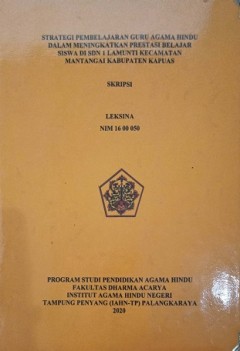 STRATEGI PEMBELAJARAN GURU AGAMA HINDU
DALAM MENINGKATKAN PRESTASI BELAJAR
SISWA DI SDN 1 LAMUNTI KECAMATAN
MANTANGAI KABUPATEN KAPUAS
SKRIPSI
LEKSINA
NIM 16 00 050
PROGRAM STUDI PENDIDIKAN AGAMA HINDU
FAKULTAS DHARMA ACARYA
INSTITUT AGAMA HINDU NEGERI
TAMPUNG PENYANG (IAHN-TP) PALANGKARAYA
2020